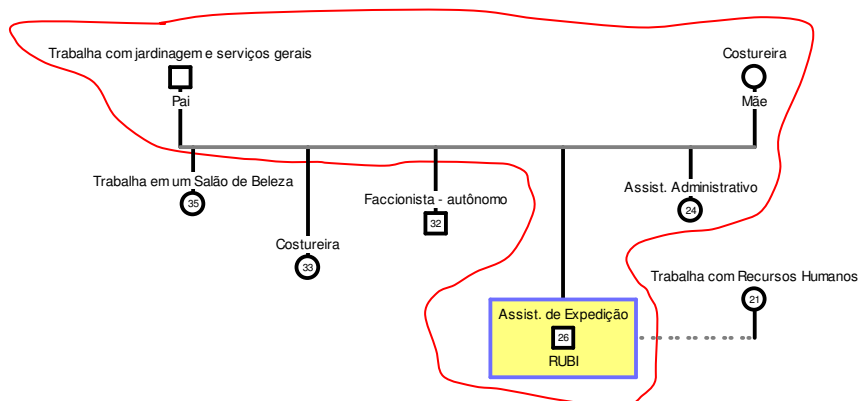 Trabalha com jardinagem e serviços gerais
Costureira
Pai
Mãe
Trabalha em um Salão de Beleza
35
Costureira
33
Faccionista - autônomo
32
Assist. Administrativo
24
Trabalha com Recursos Humanos
21
Assist. de Expedição
26
RUBI